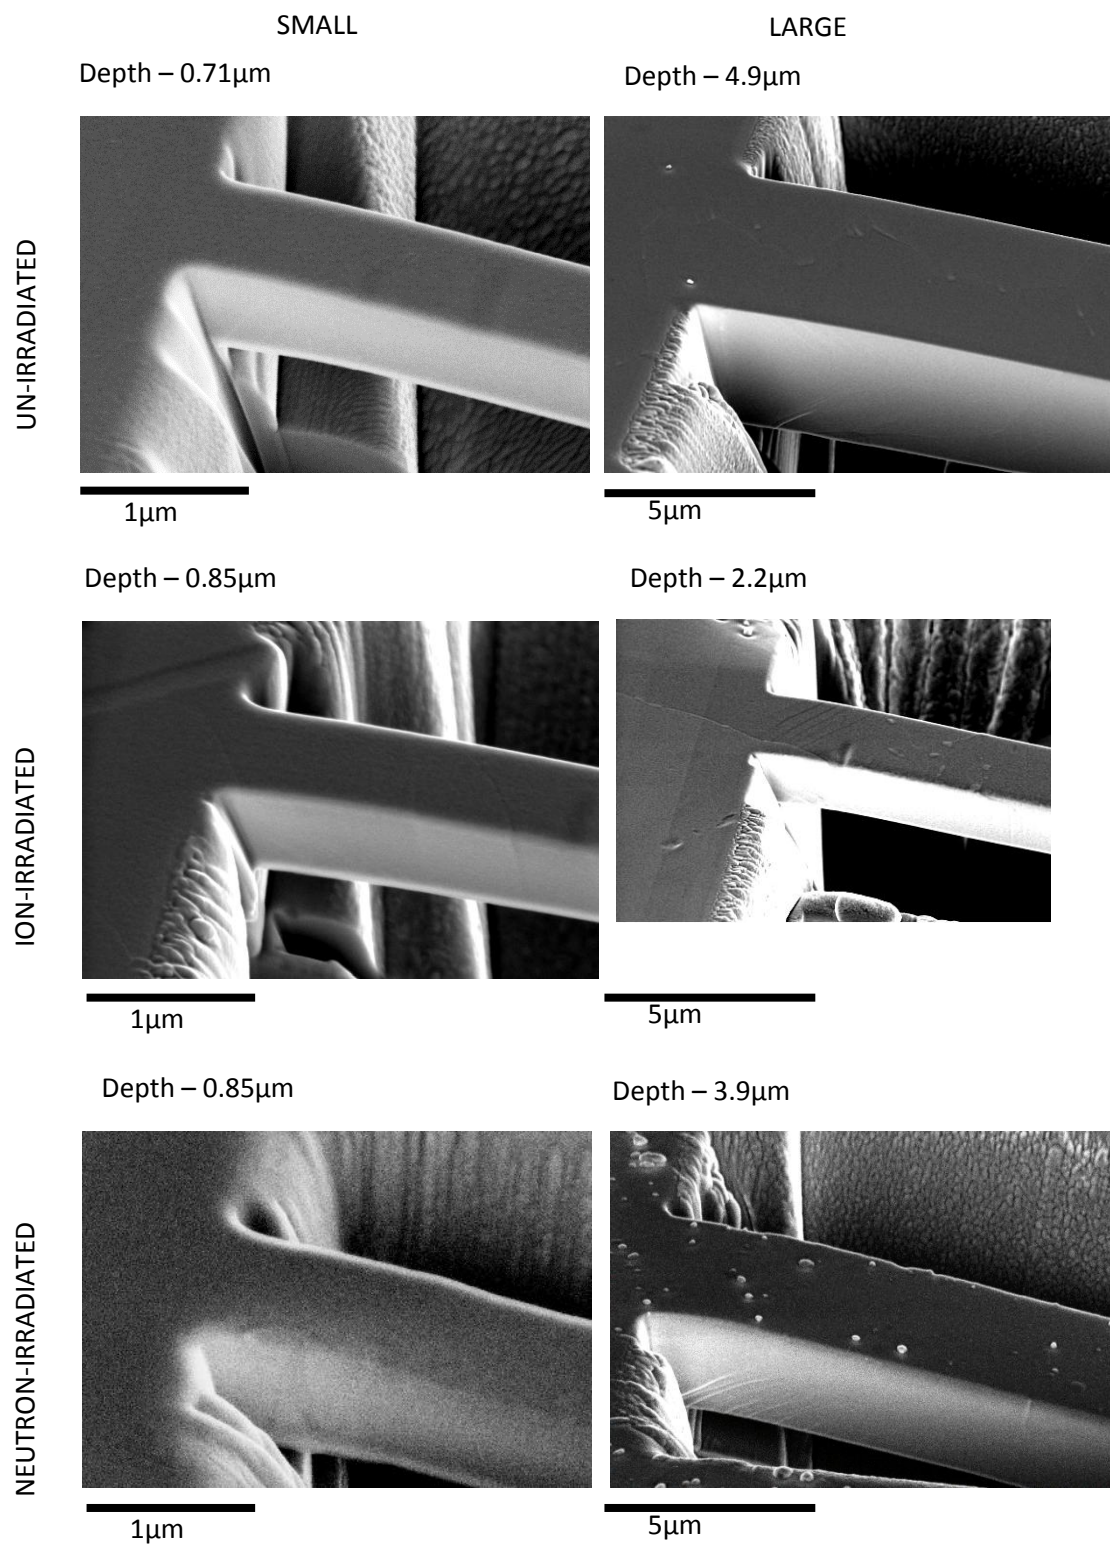 SMALL
LARGE
Depth – 0.71µm
Depth – 4.9µm
UN-IRRADIATED
1µm
5µm
Depth – 0.85µm
Depth – 2.2µm
ION-IRRADIATED
1µm
5µm
Depth – 0.85µm
Depth – 3.9µm
NEUTRON-IRRADIATED
1µm
5µm